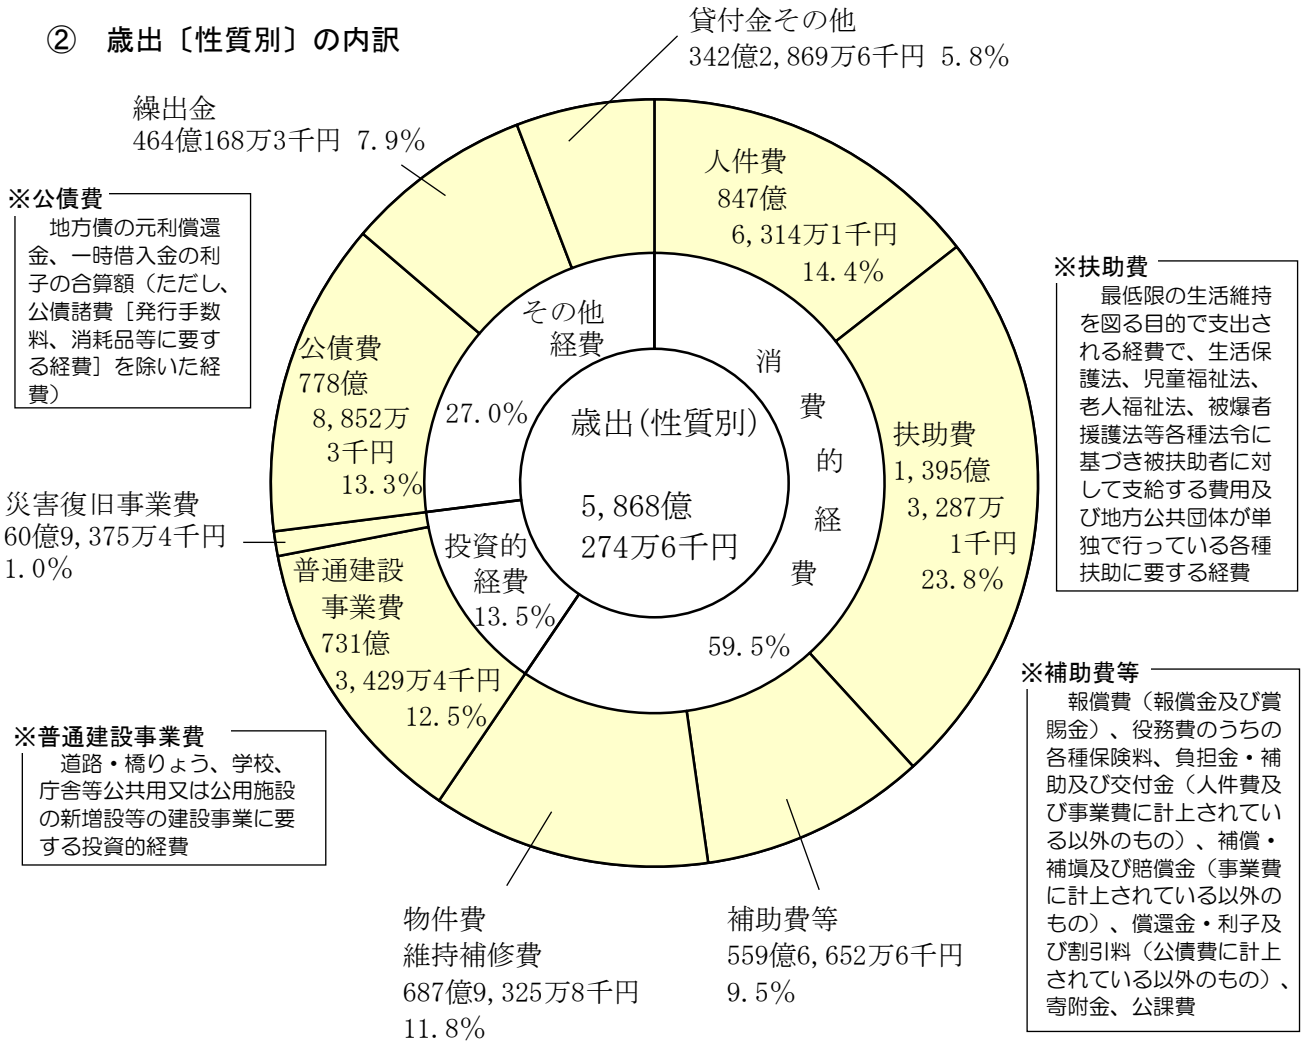 ② 歳出〔性質別〕の内訳
貸付金その他
342億2,869万6千円 5.8%
繰出金
464億168万3千円 7.9%
※公債費
地方債の元利償還
金、一時借入金の利
子の合算額（ただし、
公債諸費［発行手数
料、消耗品等に要す
る経費］を除いた経
費）
人件費
847億
6,314万1千円
14.4%
その他
経費
27.0%
公債費
778億
8,852万
3千円
13.3%
歳出(性質別)
5,868億
274万6千円
消費的経費
59.5%
扶助費
1,395億
3,287万
1千円
23.8%
※扶助費
最低限の生活維持
を図る目的で支出さ
れる経費で、生活保
護法、児童福祉法、
老人福祉法、被爆者
援護法等各種法令に
基づき被扶助者に対
して支給する費用及
び地方公共団体が単
独で行っている各種
扶助に要する経費
災害復旧事業費
60億9,375万4千円
1.0%
投資的
経費
13.5%
普通建設
事業費
731億
3,429万4千円
12.5%
※普通建設事業費
道路・橋りょう、学校、
庁舎等公共用又は公用施設
の新増設等の建設事業に要
する投資的経費
物件費
維持補修費
687億9,325万8千円
11.8%
補助費等
559億6,652万6千円
9.5%
※補助費等
報償費（報償金及び賞
賜金）、役務費のうちの
各種保険料、負担金・補
助及び交付金（人件費及
び事業費に計上されてい
る以外のもの）、補償・
補塡及び賠償金（事業費
に計上されている以外の
もの）、償還金・利子及
び割引料（公債費に計上
されている以外のもの）、
寄附金、公課費